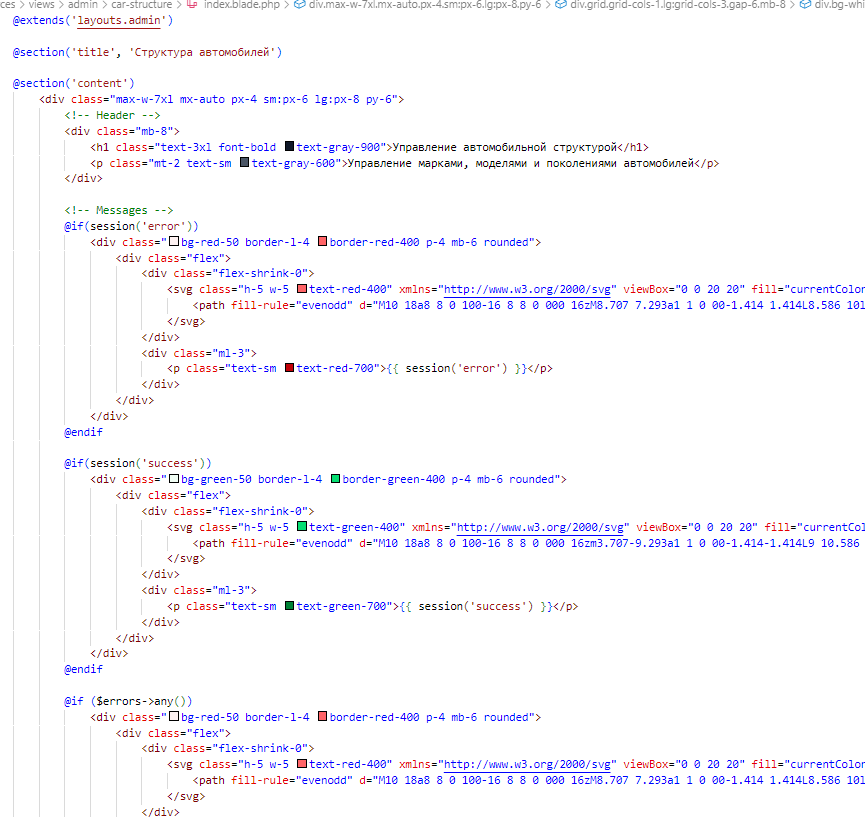 ces > views > admin > car-structure > index.blade.php > div.max-w-7xl.mx-auto.px-4.sm:px-6.lg:px-8.py-6 > div.grid.grid-cols-1.lg:grid-cols-3.gap-6.mb-8 > div.bg-whi
@extends('layouts.admin')
@section('title', 'Структура автомобилей')
@section('content')
<div class="max-w-7xl mx-auto px-4 sm:px-6 lg:px-8 py-6">
<!-- Header -->
<div class="mb-8">
<h1 class="text-3xl font-bold text-gray-900">Управление автомобильной структурой</h1>
<p class="mt-2 text-sm text-gray-600">Управление марками, моделями и поколениями автомобилей</p>
</div>
<!-- Messages -->
@if(session('error'))
<div class="bg-red-50 border-l-4 border-red-400 p-4 mb-6 rounded">
<div class="flex">
<div class="flex-shrink-0">
<svg class="h-5 w-5 text-red-400" xmlns="http://www.w3.org/2000/svg" viewBox="0 0 20 20" fill="currentColor
<path fill-rule="evenodd" d="M10 18a8 8 0 100-16 8 8 0 000 16zM8.707 7.293a1 1 0 00-1.414 1.414L8.586 10l
</svg>
</div>
<div class="ml-3">
<p class="text-sm text-red-700">{{ session('error') }}</p>
</div>
</div>
</div>
@endif
@if(session('success'))
<div class="bg-green-50 border-l-4 border-green-400 p-4 mb-6 rounded">
<div class="flex">
<div class="flex-shrink-0">
<svg class="h-5 w-5 text-green-400" xmlns="http://www.w3.org/2000/svg" viewBox="0 0 20 20" fill="currentCol
<path fill-rule="evenodd" d="M10 18a8 8 0 100-16 8 8 0 000 16zm3.707-9.293a1 1 0 00-1.414-1.414L9 10.586
</svg>
</div>
<div class="ml-3">
<p class="text-sm text-green-700">{{ session('success') }}</p>
</div>
</div>
</div>
@endif
@if ($errors->any())
<div class="bg-red-50 border-l-4 border-red-400 p-4 mb-6 rounded">
<div class="flex">
<div class="flex-shrink-0">
<svg class="h-5 w-5 text-red-400" xmlns="http://www.w3.org/2000/svg" viewBox="0 0 20 20" fill="currentColor
<path fill-rule="evenodd" d="M10 18a8 8 0 100-16 8 8 0 000 16zM8.707 7.293a1 1 0 00-1.414 1.414L8.586 10l
</svg>
</div>